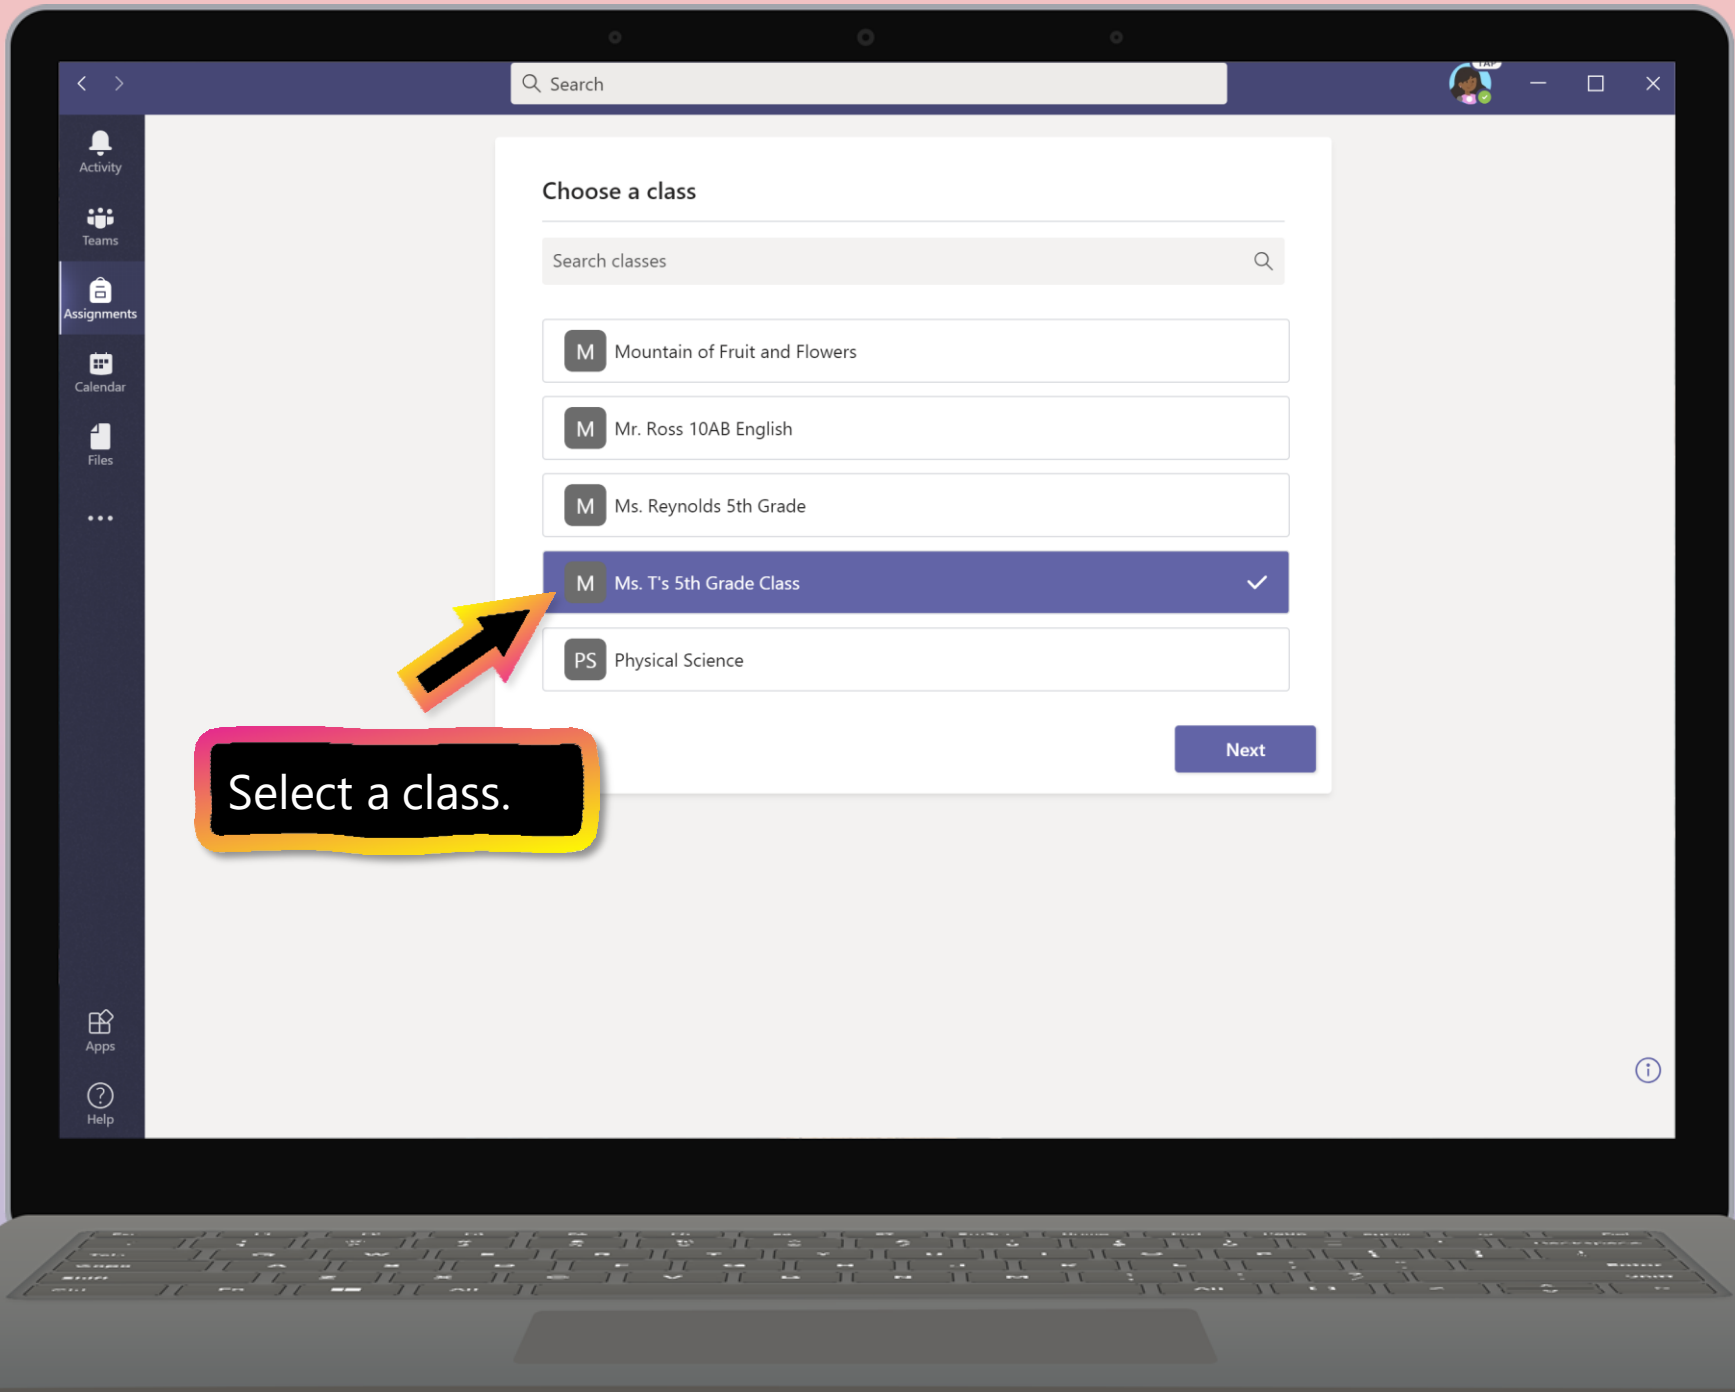 Search
Activity
Teams
Assignments
Calendar
Files
Apps
Help
Choose a class
Search classes
M Mountain of Fruit and Flowers
M Mr. Ross 10AB English
M Ms. Reynolds 5th Grade
M Ms. T's 5th Grade Class
PS Physical Science
Next
Select a class.